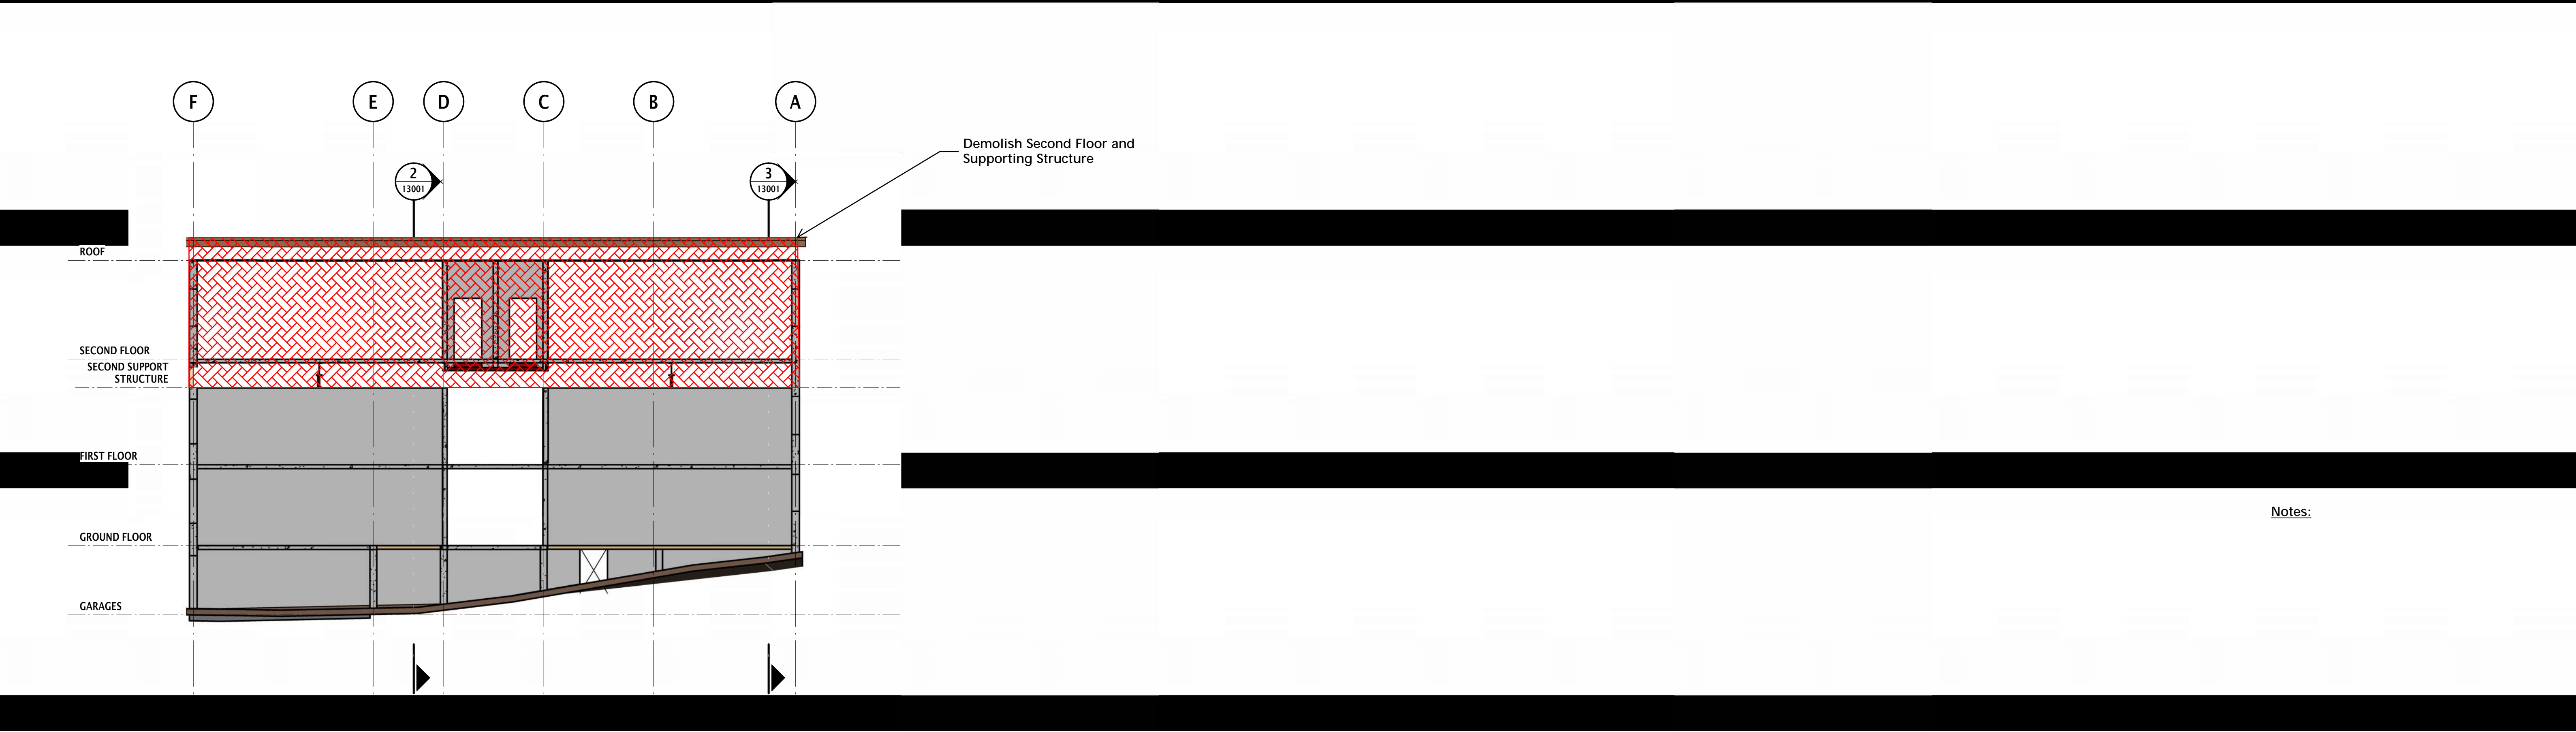 F
E
D
C
B
A
Demolish Second Floor and
Supporting Structure
2
13001
3
13001
ROOF
SECOND FLOOR
SECOND SUPPORT
STRUCTURE
FIRST FLOOR
Notes:
GROUND FLOOR
GARAGES